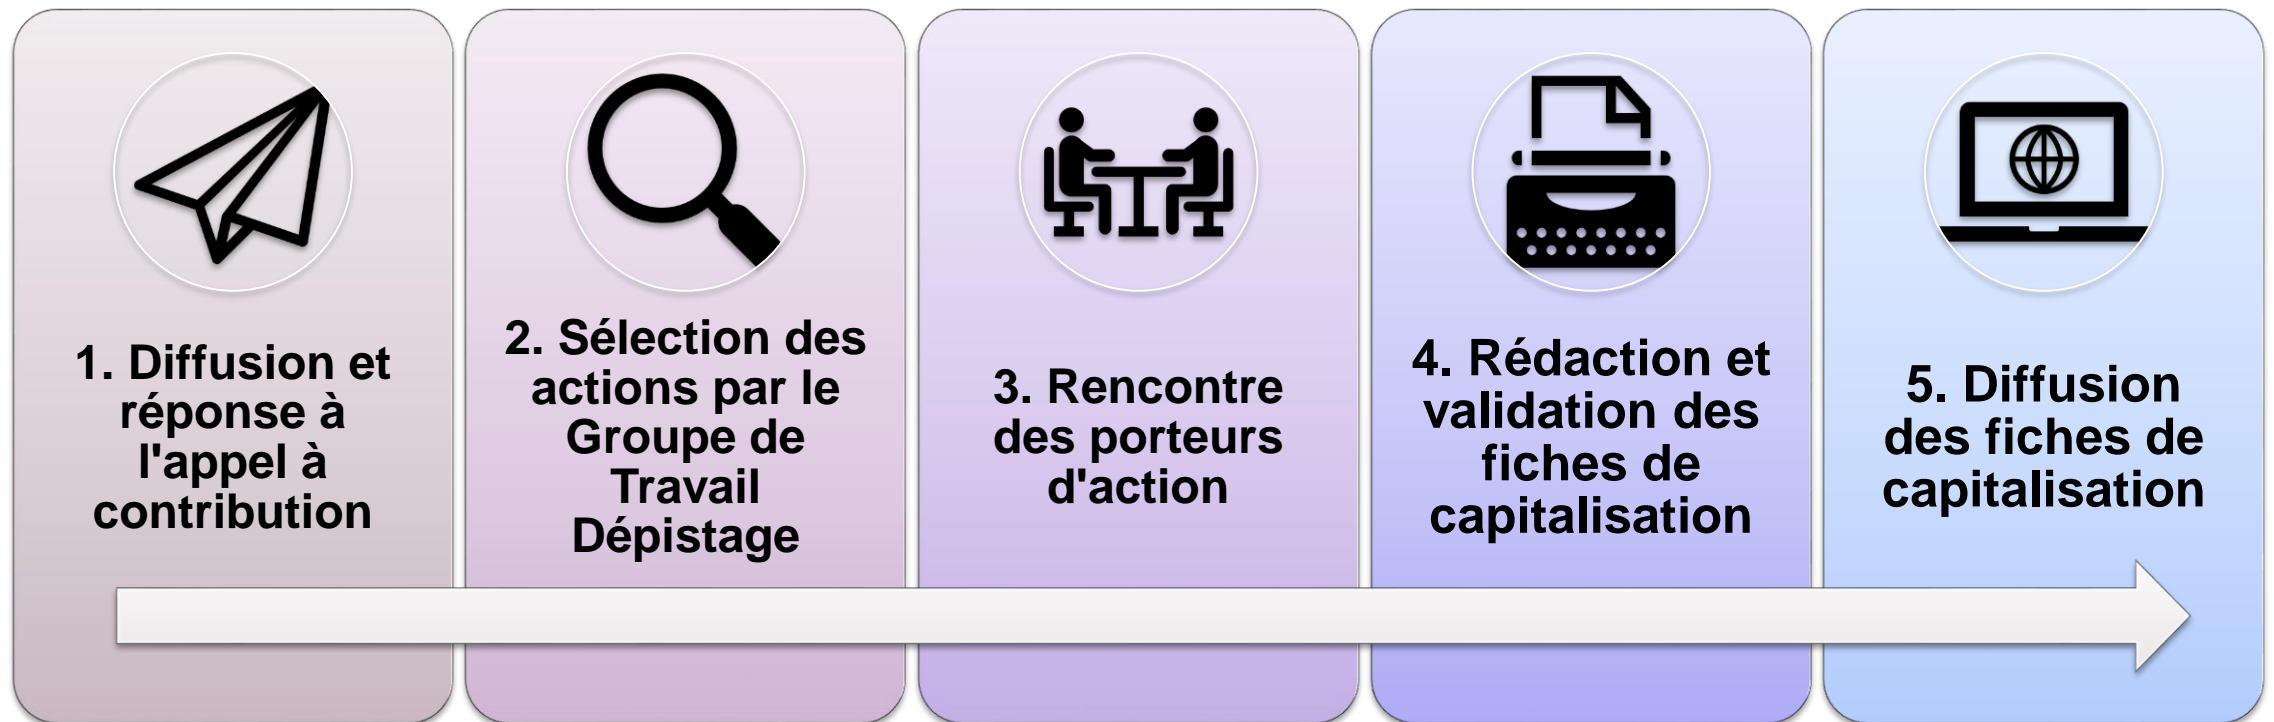 1. Diffusion et
réponse à
l'appel à
contribution
2. Sélection des
actions par le
Groupe de
Travail
Dépistage
3. Rencontre
des porteurs
d'action
4. Rédaction et
validation des
fiches de
capitalisation
5. Diffusion
des fiches de
capitalisation